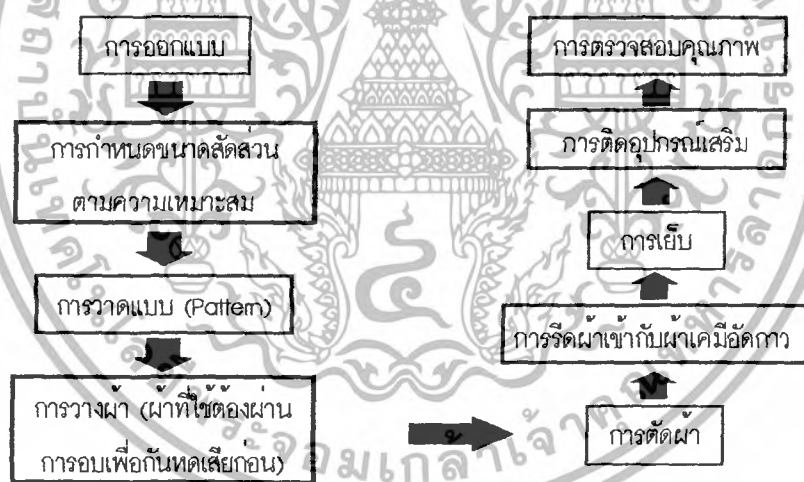 การออกแบบ
การกำหนดขนาดสัดส่วน
ตามความเหมาะสม
การวาดแบบ (Pattern)
การวางผ้า (ผ้าที่ใช้ต้องผ่าน
การอบเพื่อกันหดเสียก่อน)
การตัดผ้า
การรีดผ้าเข้ากับผ้าเคมีอัดกาว
การเย็บ
การติดอุปกรณ์เสริม
การตรวจสอบคุณภาพ